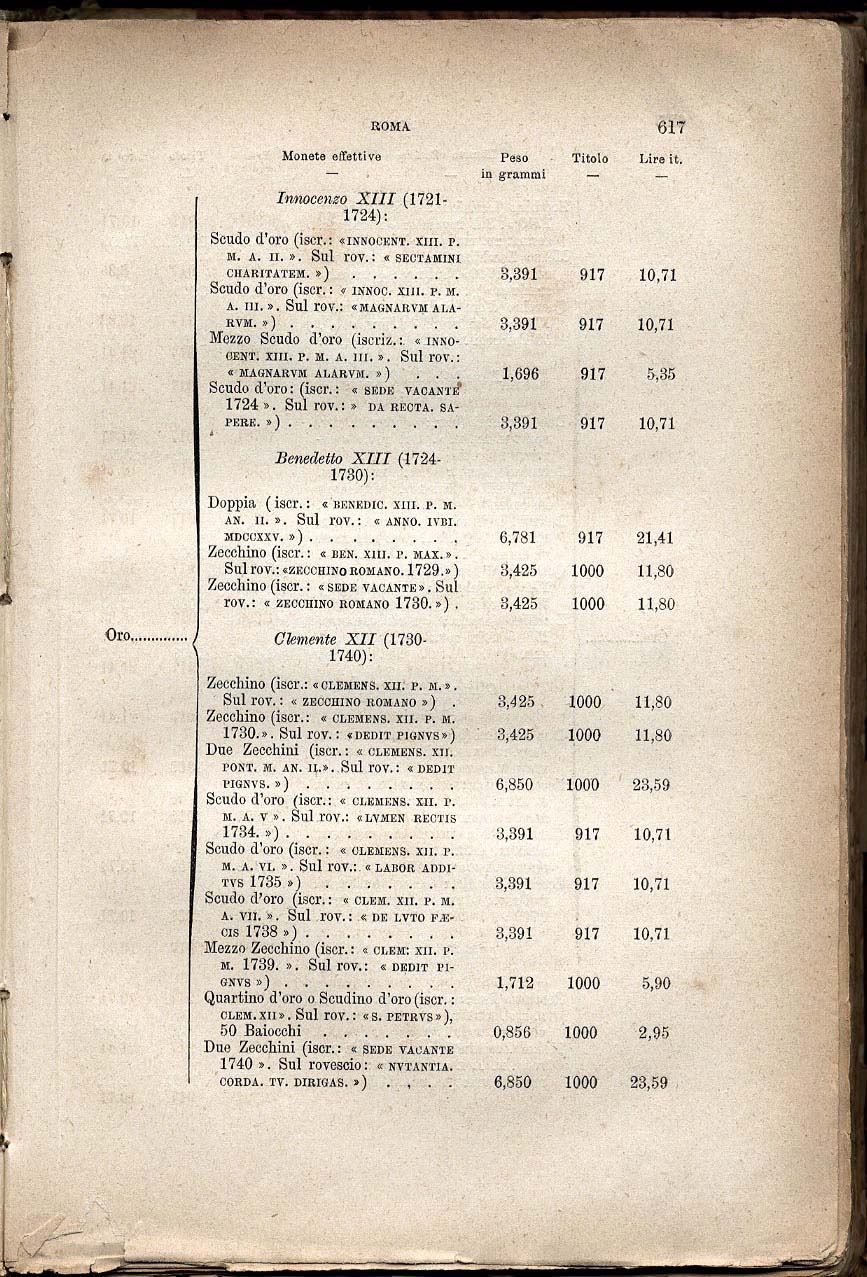 ROMA 617
Monete effettive Peso in grammi Titolo Lire it.
Innocenzo XIII (1721-
1724):
Scudo d'oro (iscr.: «INNOCENT. XIII. P.
M. A. II. ». Sul rov.: « SECTAMINI
CHARITATEM. ») . . . . . . 3,391 917 10,71
Scudo d'oro (iscr.: « INNOC. XIII. P. M.
A. III. ». Sul rov.: «MAGNARVM ALA-
RVM. ») . . . . . . . . . 3,391 917 10,71
Mezzo Scudo d'oro (iscriz.: « INNO-
CENT. XIII. P. M. A. III. ». Sul rov.:
« MAGNARVM ALARVM. ») . . . 1,696 917 5,35
Scudo d'oro: (iscr.: « SEDE VACANTE
1724 ». Sul rov.: » DA RECTA. SA-
PERE. ») . . . . . . . . . 3,391 917 10,71
Benedetto XIII (1724-
1730):
Doppia (iscr.: « BENEDIC. XIII. P. M.
AN. II. ». Sul rov.: « ANNO. IVBI.
MDCCXXV. ») . . . . . . . . 6,781 917 21,41
Zecchino (iscr.: « BEN. XIII. P. MAX.».
Sul rov.: «ZECCHINO ROMANO. 1729.») 3,425 1000 11,80
Zecchino (iscr.: « SEDE VACANTE». Sul
rov.: « ZECCHINO ROMANO 1730.») . 3,425 1000 11,80
Oro..............
Clemente XII (1730-
1740):
Zecchino (iscr.: «CLEMENS. XII. P. M.».
Sul rov.: « ZECCHINO ROMANO ») . 3,425 1000 11,80
Zecchino (iscr.: « CLEMENS. XII. P. M.
1730.». Sul rov.: «DEDIT PIGNVS») 3,425 1000 11,80
Due Zecchini (iscr.: « CLEMENS. XII.
PONT. M. AN. II.». Sul rov.: « DEDIT
PIGNVS. ») . . . . . . . . 6,850 1000 23,59
Scudo d'oro (iscr.: « CLEMENS. XII. P.
M. A. V ». Sul rov.: «LVMEN RECTIS
1734. ») . . . . . . . . . 3,391 917 10,71
Scudo d'oro (iscr.: « CLEMENS. XII. P.
M. A. VI. ». Sul rov.: « LABOR ADDI-
TVS 1735 ») . . . . . . . 3,391 917 10,71
Scudo d'oro (iscr.: « CLEM. XII. P. M.
A. VII. ». Sul rov.: « DE LVTO FÆ-
CIS 1738 ») . . . . . . . . 3,391 917 10,71
Mezzo Zecchino (iscr.: « CLEM: XII. P.
M. 1739. ». Sul rov.: « DEDIT PI-
GNVS ») . . . . . . . . . 1,712 1000 5,90
Quartino d'oro o Scudino d'oro (iscr.:
CLEM. XII». Sul rov.: «S. PETRVS»),
50 Baiocchi . . . . . . . 0,856 1000 2,95
Due Zecchini (iscr.: « SEDE VACANTE
1740 ». Sul rovescio: « NVTANTIA.
CORDA. TV. DIRIGAS. ») . . . . 6,850 1000 23,59